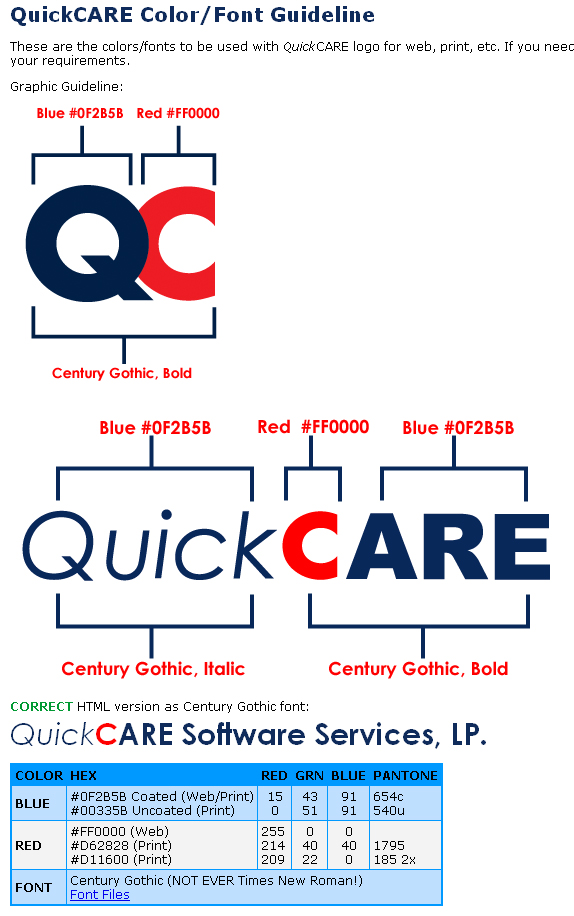 QuickCARE Color/Font Guideline
These are the colors/fonts to be used with QuickCARE logo for web, print, etc. If you need
your requirements.
Graphic Guideline:
Blue #0F2B5B Red #FF0000
QC
Century Gothic, Bold
Blue #0F2B5B Red #FF0000 Blue #0F2B5B
QuickCARE
Century Gothic, Italic Century Gothic, Bold
CORRECT HTML version as Century Gothic font:
QuickCARE Software Services, LP.
COLOR HEX RED GRN BLUE PANTONE
BLUE #0F2B5B Coated (Web/Print) 15 43 91 654c
#00335B Uncoated (Print) 0 51 91 540u
RED #FF0000 (Web) 255 0 0
#D62828 (Print) 214 40 40 1795
#D11600 (Print) 209 22 0 185 2x
FONT Century Gothic (NOT EVER Times New Roman!)
Font Files